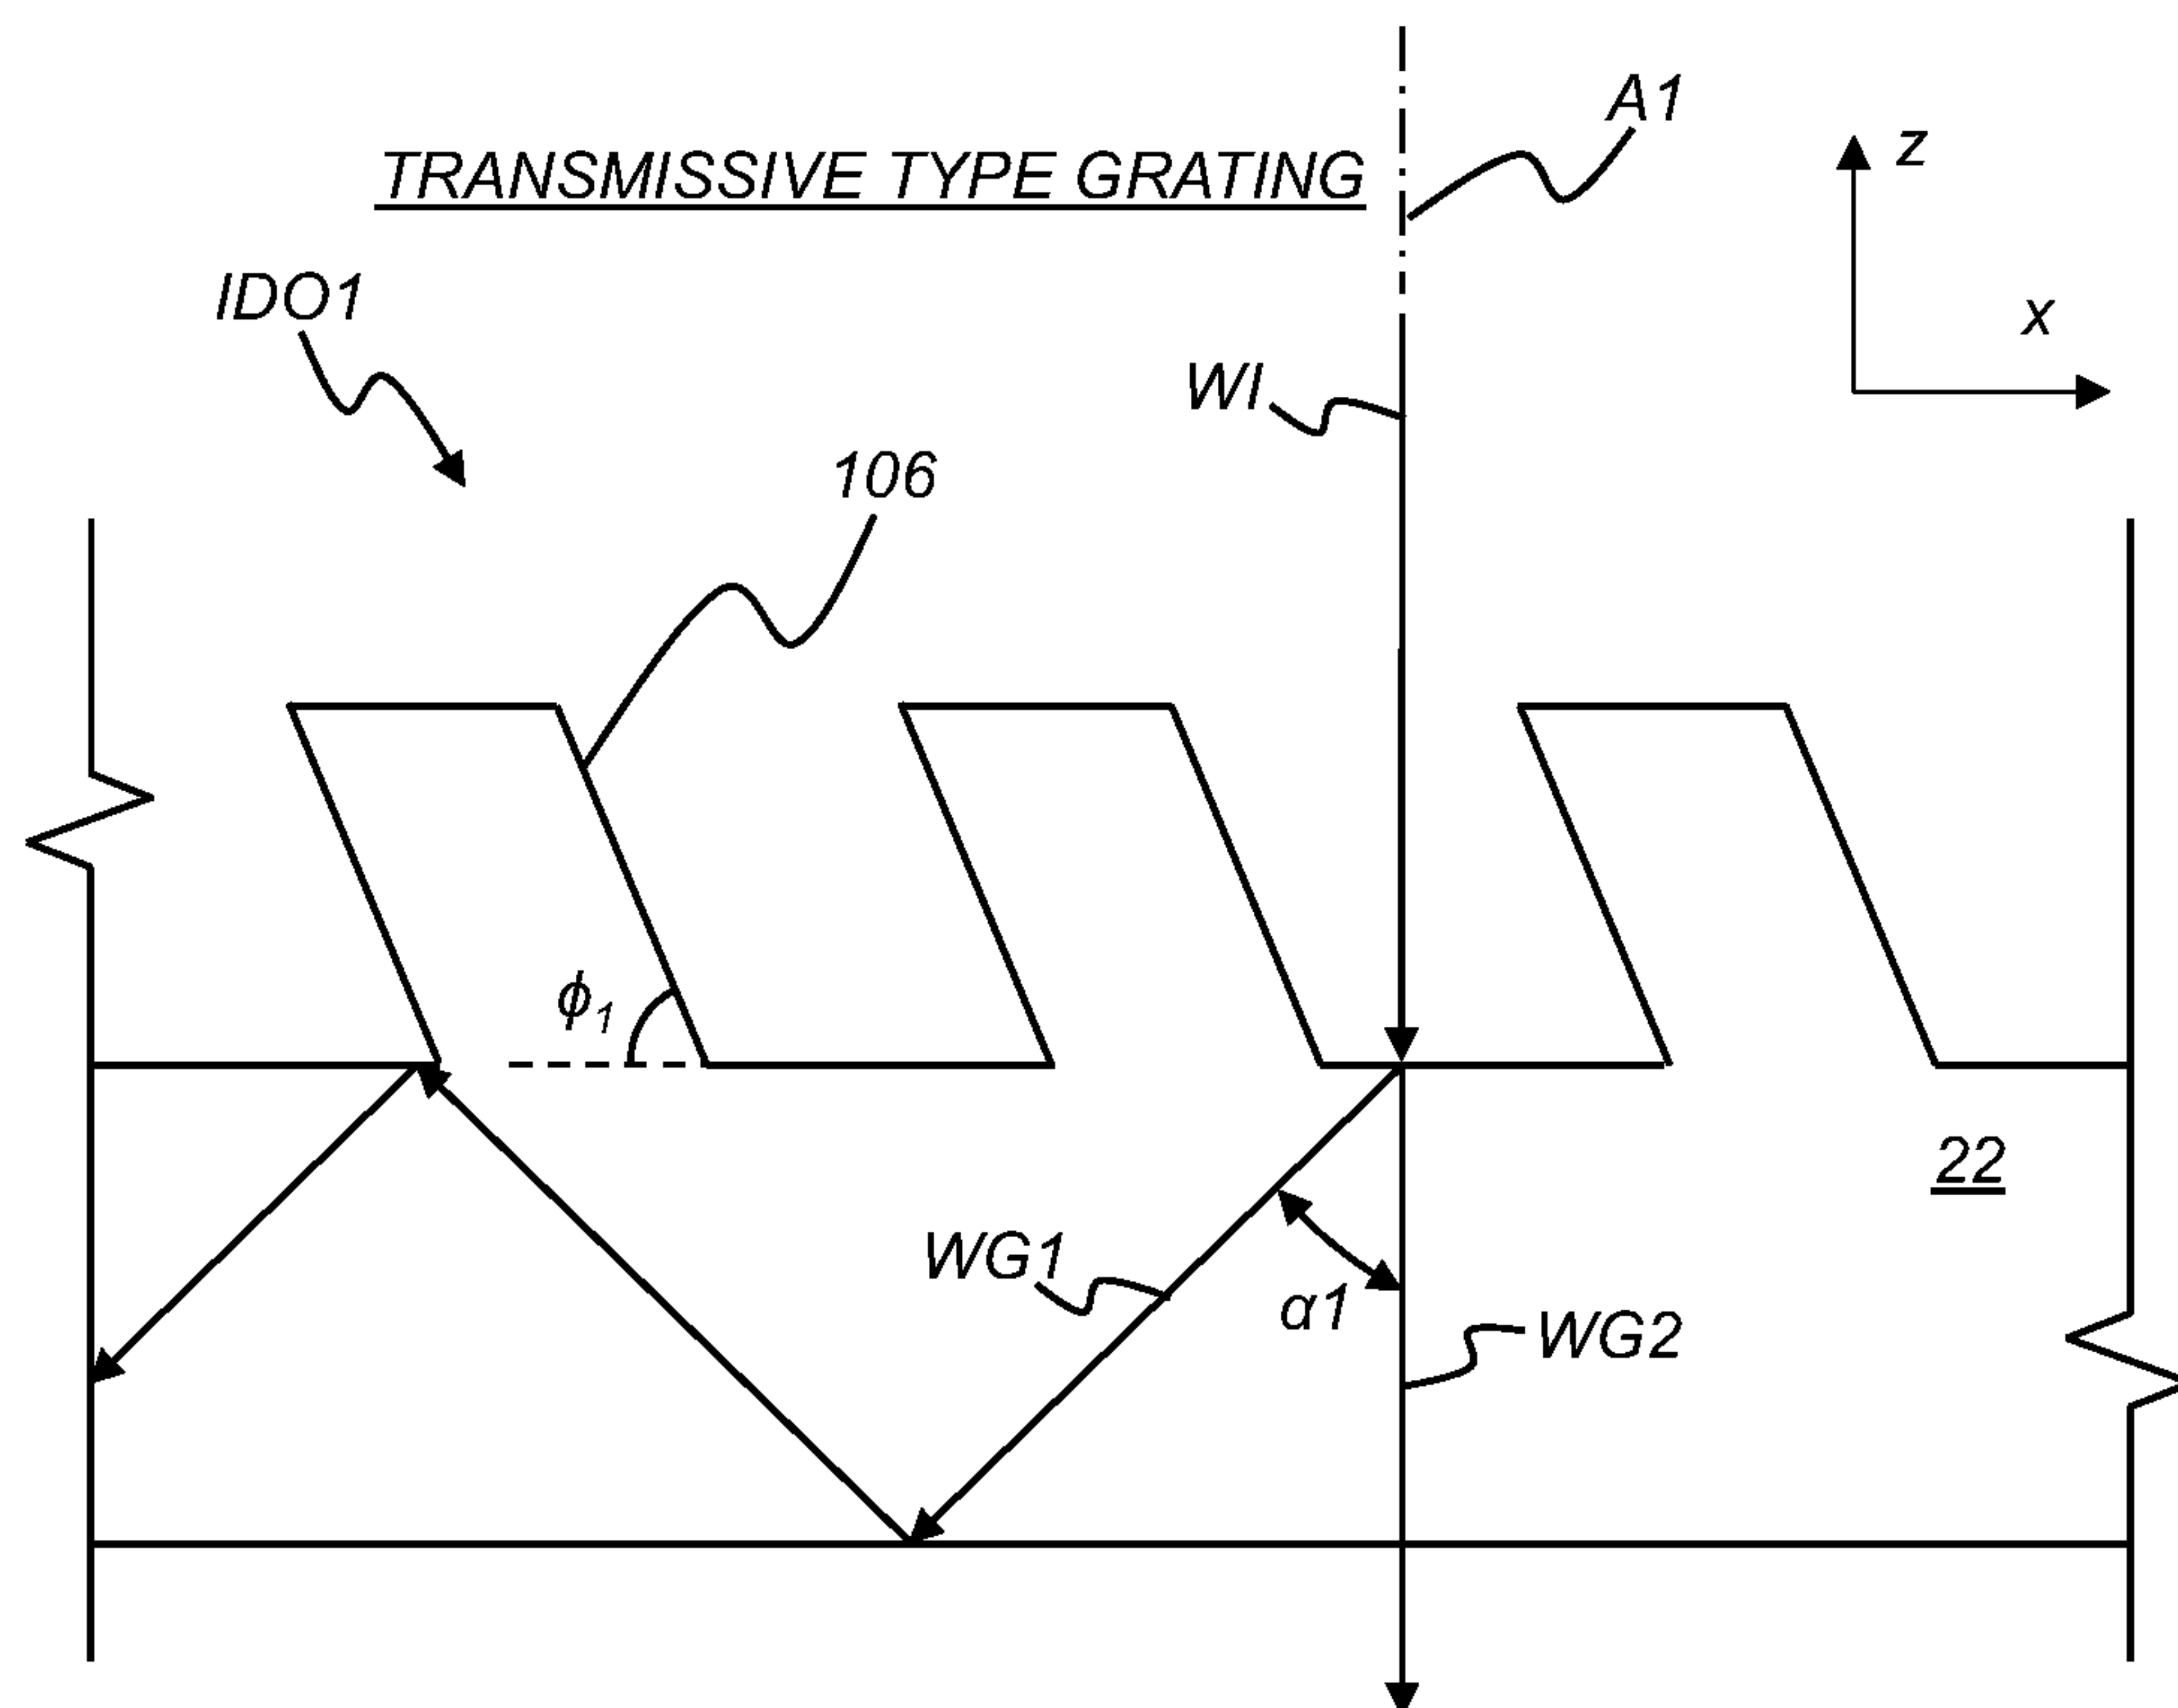 A1
z
TRANSMISSIVE TYPE GRATING
IDO1
x
WI
106
ϕ1
22
WG1
α1
WG2